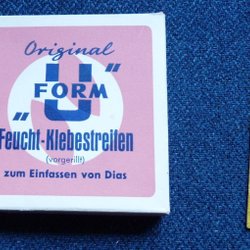 Original
„U“
FORM
Feucht-Klebestreifen
(vorgerillt)
zum Einfassen von Dias